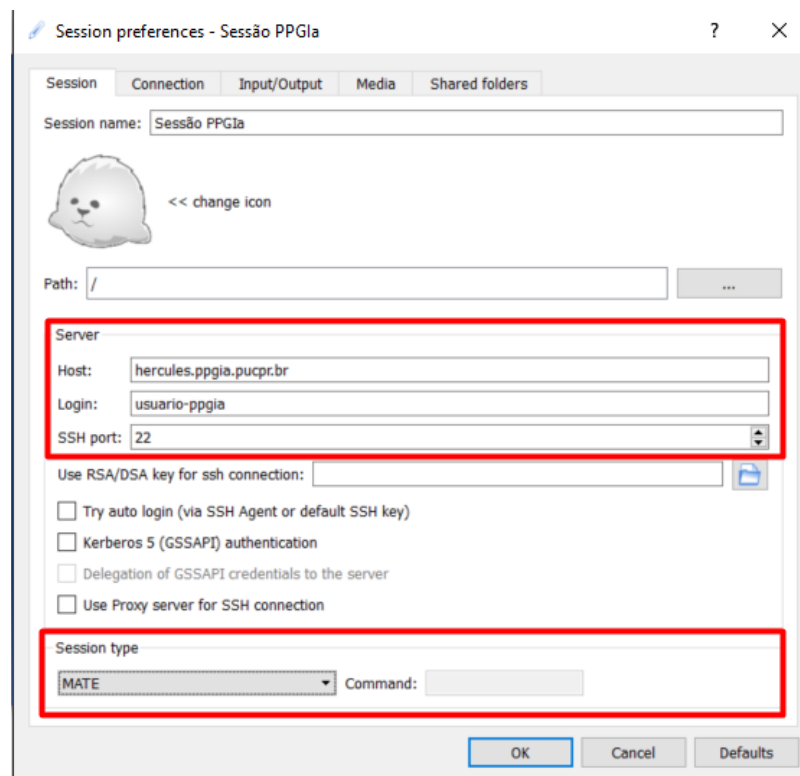 Session preferences - Sessão PPGIa ?
Session Connection Input/Output Media Shared folders
Session name: Sessão PPGIa
<< change icon
Path: / ...
Server
Host: hercules.ppgia.pucpr.br
Login: usuario-ppgia
SSH port: 22
Use RSA/DSA key for ssh connection:
Try auto login (via SSH Agent or default SSH key)
Kerberos 5 (GSSAPI) authentication
Delegation of GSSAPI credentials to the server
Use Proxy server for SSH connection
Session type
MATE Command:
OK Cancel Defaults